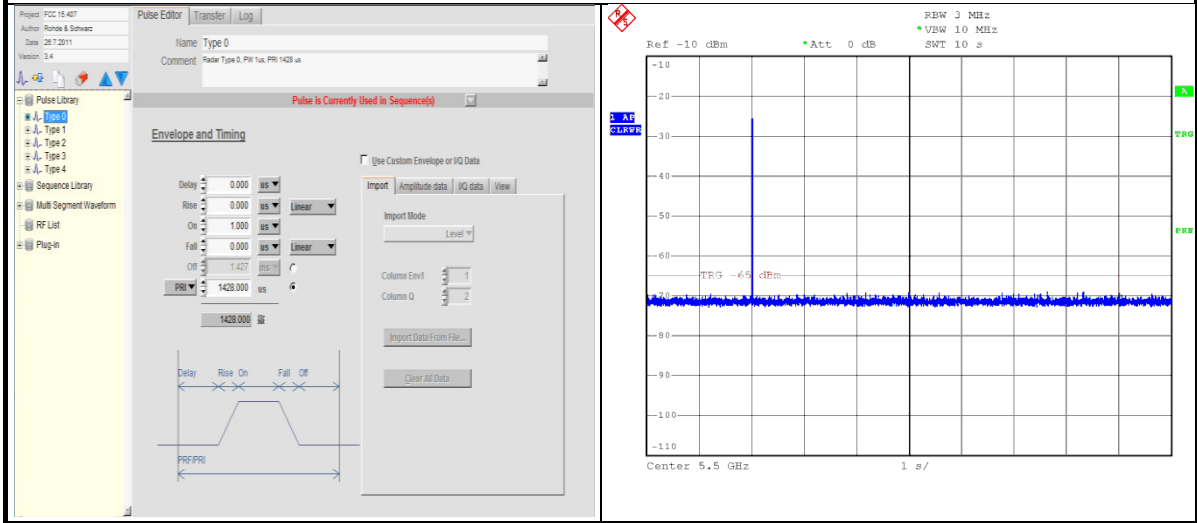 Project FCC 15.407
Author Rohde & Schwarz
Date 26.7.2011
Version 3.4
Pulse Library
Type 0
Type 1
Type 2
Type 3
Type 4
Sequence Library
Multi Segment Waveform
RF List
Plug-in
Pulse Editor Transfer Log
Name Type 0
Comment Radar Type 0, PW 1us, PRI 1428 us
Pulse is Currently Used in Sequence(s)
Envelope and Timing
Delay 0.000 us
Rise 0.000 us Linear
On 1.000 us
Fall 0.000 us Linear
Off 1.427 ms
PRI 1428.000 us
1428.000
Delay Rise On Fall Off
PRF/PRI
Use Custom Envelope or I/Q Data
Import Amplitude data I/Q data View
Import Mode
Level
Column Env/I 1
Column Q 2
Import Data From File...
Clear All Data
R S
RBW 3 MHz
*VBW 10 MHz
Ref -10 dBm *Att 0 dB SWT 10 s
-10
-20
A
1 AP
CLRWR
TRG
-30
-40
-50
PRN
-60
TRG -65 dBm
-70
-80
-90
-100
-110
Center 5.5 GHz 1 s/